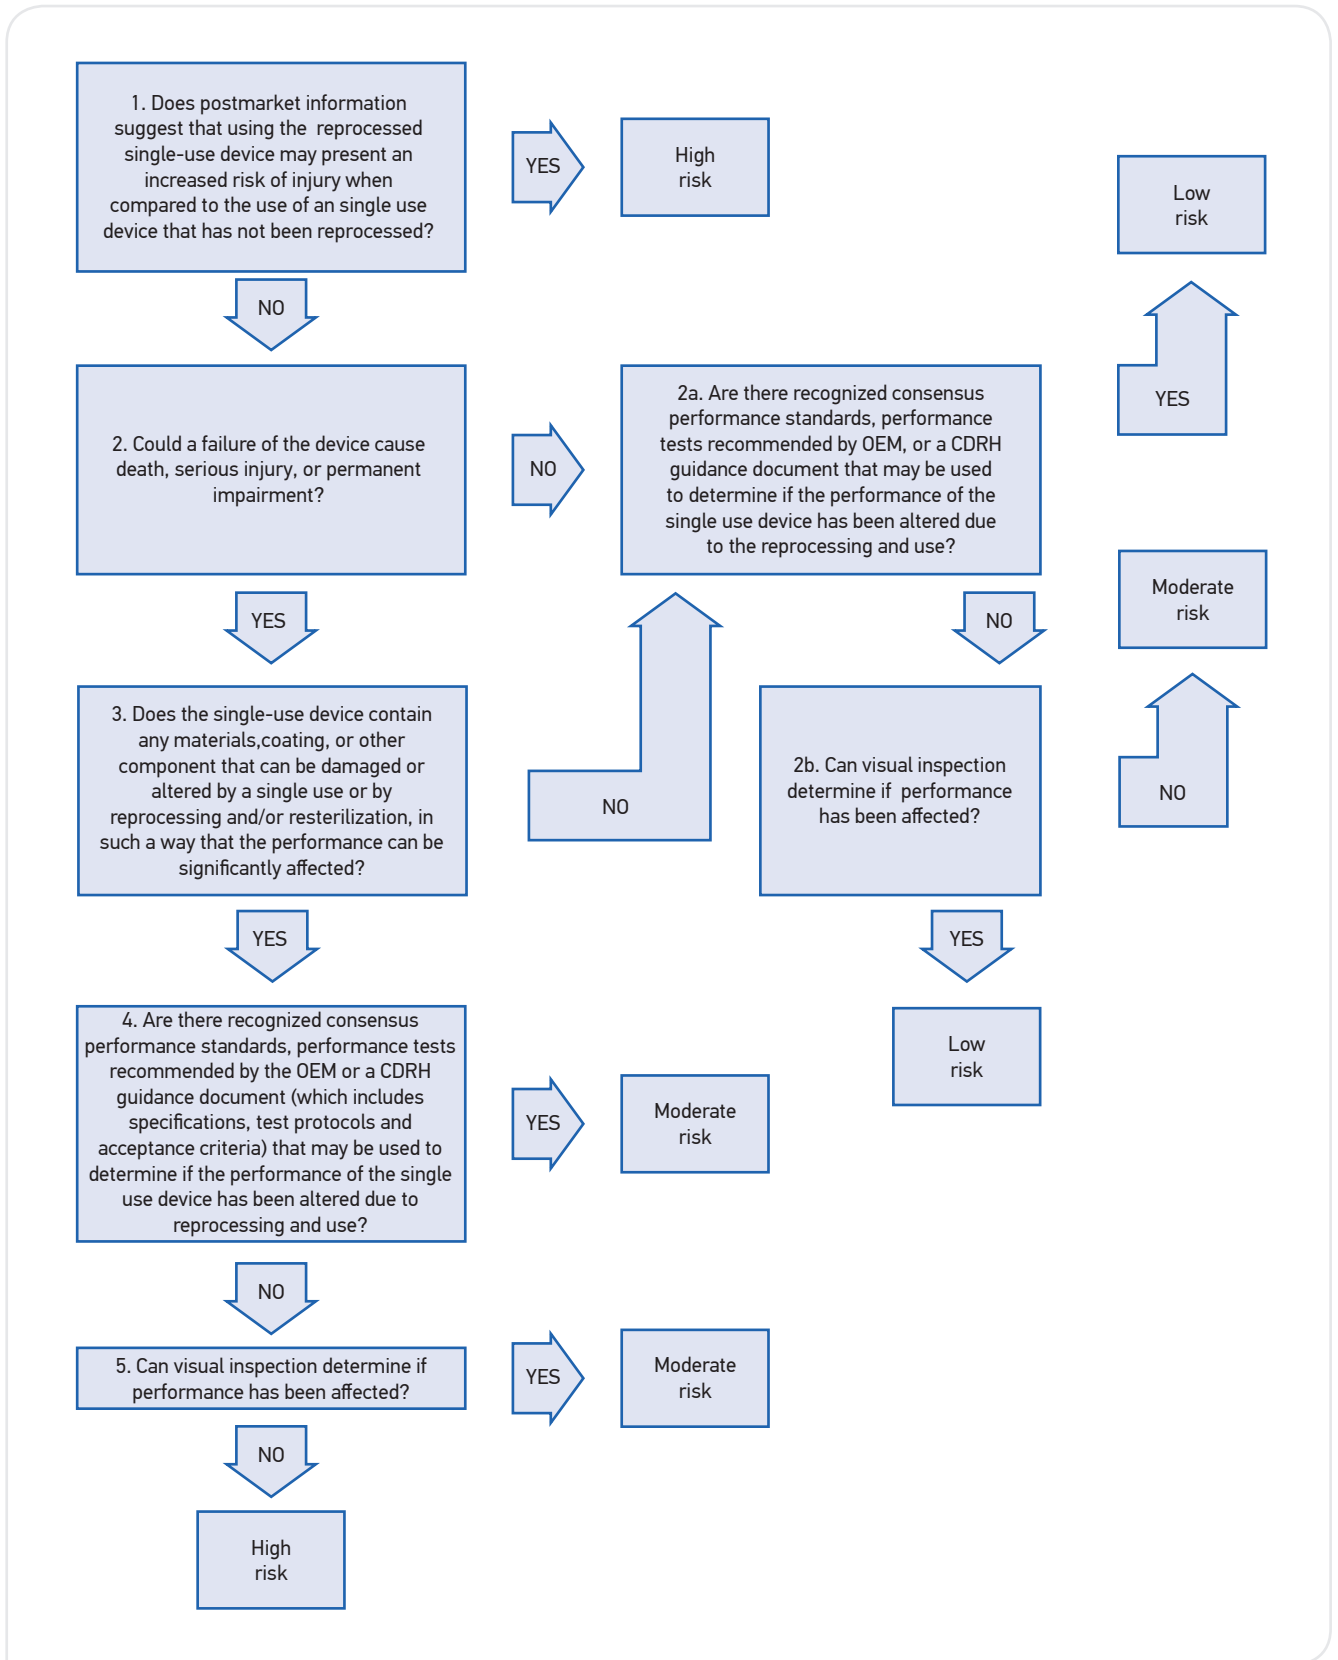 1. Does postmarket information
suggest that using the reprocessed
single-use device may present an
increased risk of injury when
compared to the use of an single use
device that has not been reprocessed?
YES
High
risk
Low
risk
NO
2. Could a failure of the device cause
death, serious injury, or permanent
impairment?
NO
2a. Are there recognized consensus
performance standards, performance
tests recommended by OEM, or a CDRH
guidance document that may be used
to determine if the performance of the
single use device has been altered due
to the reprocessing and use?
YES
YES
NO
Moderate
risk
3. Does the single-use device contain
any materials,coating, or other
component that can be damaged or
altered by a single use or by
reprocessing and/or resterilization, in
such a way that the performance can be
significantly affected?
NO
2b. Can visual inspection
determine if performance
has been affected?
NO
YES
YES
4. Are there recognized consensus
performance standards, performance tests
recommended by the OEM or a CDRH
guidance document (which includes
specifications, test protocols and
acceptance criteria) that may be used to
determine if the performance of the single
use device has been altered due to
reprocessing and use?
YES
Moderate
risk
Low
risk
NO
5. Can visual inspection determine if
performance has been affected?
YES
Moderate
risk
NO
High
risk